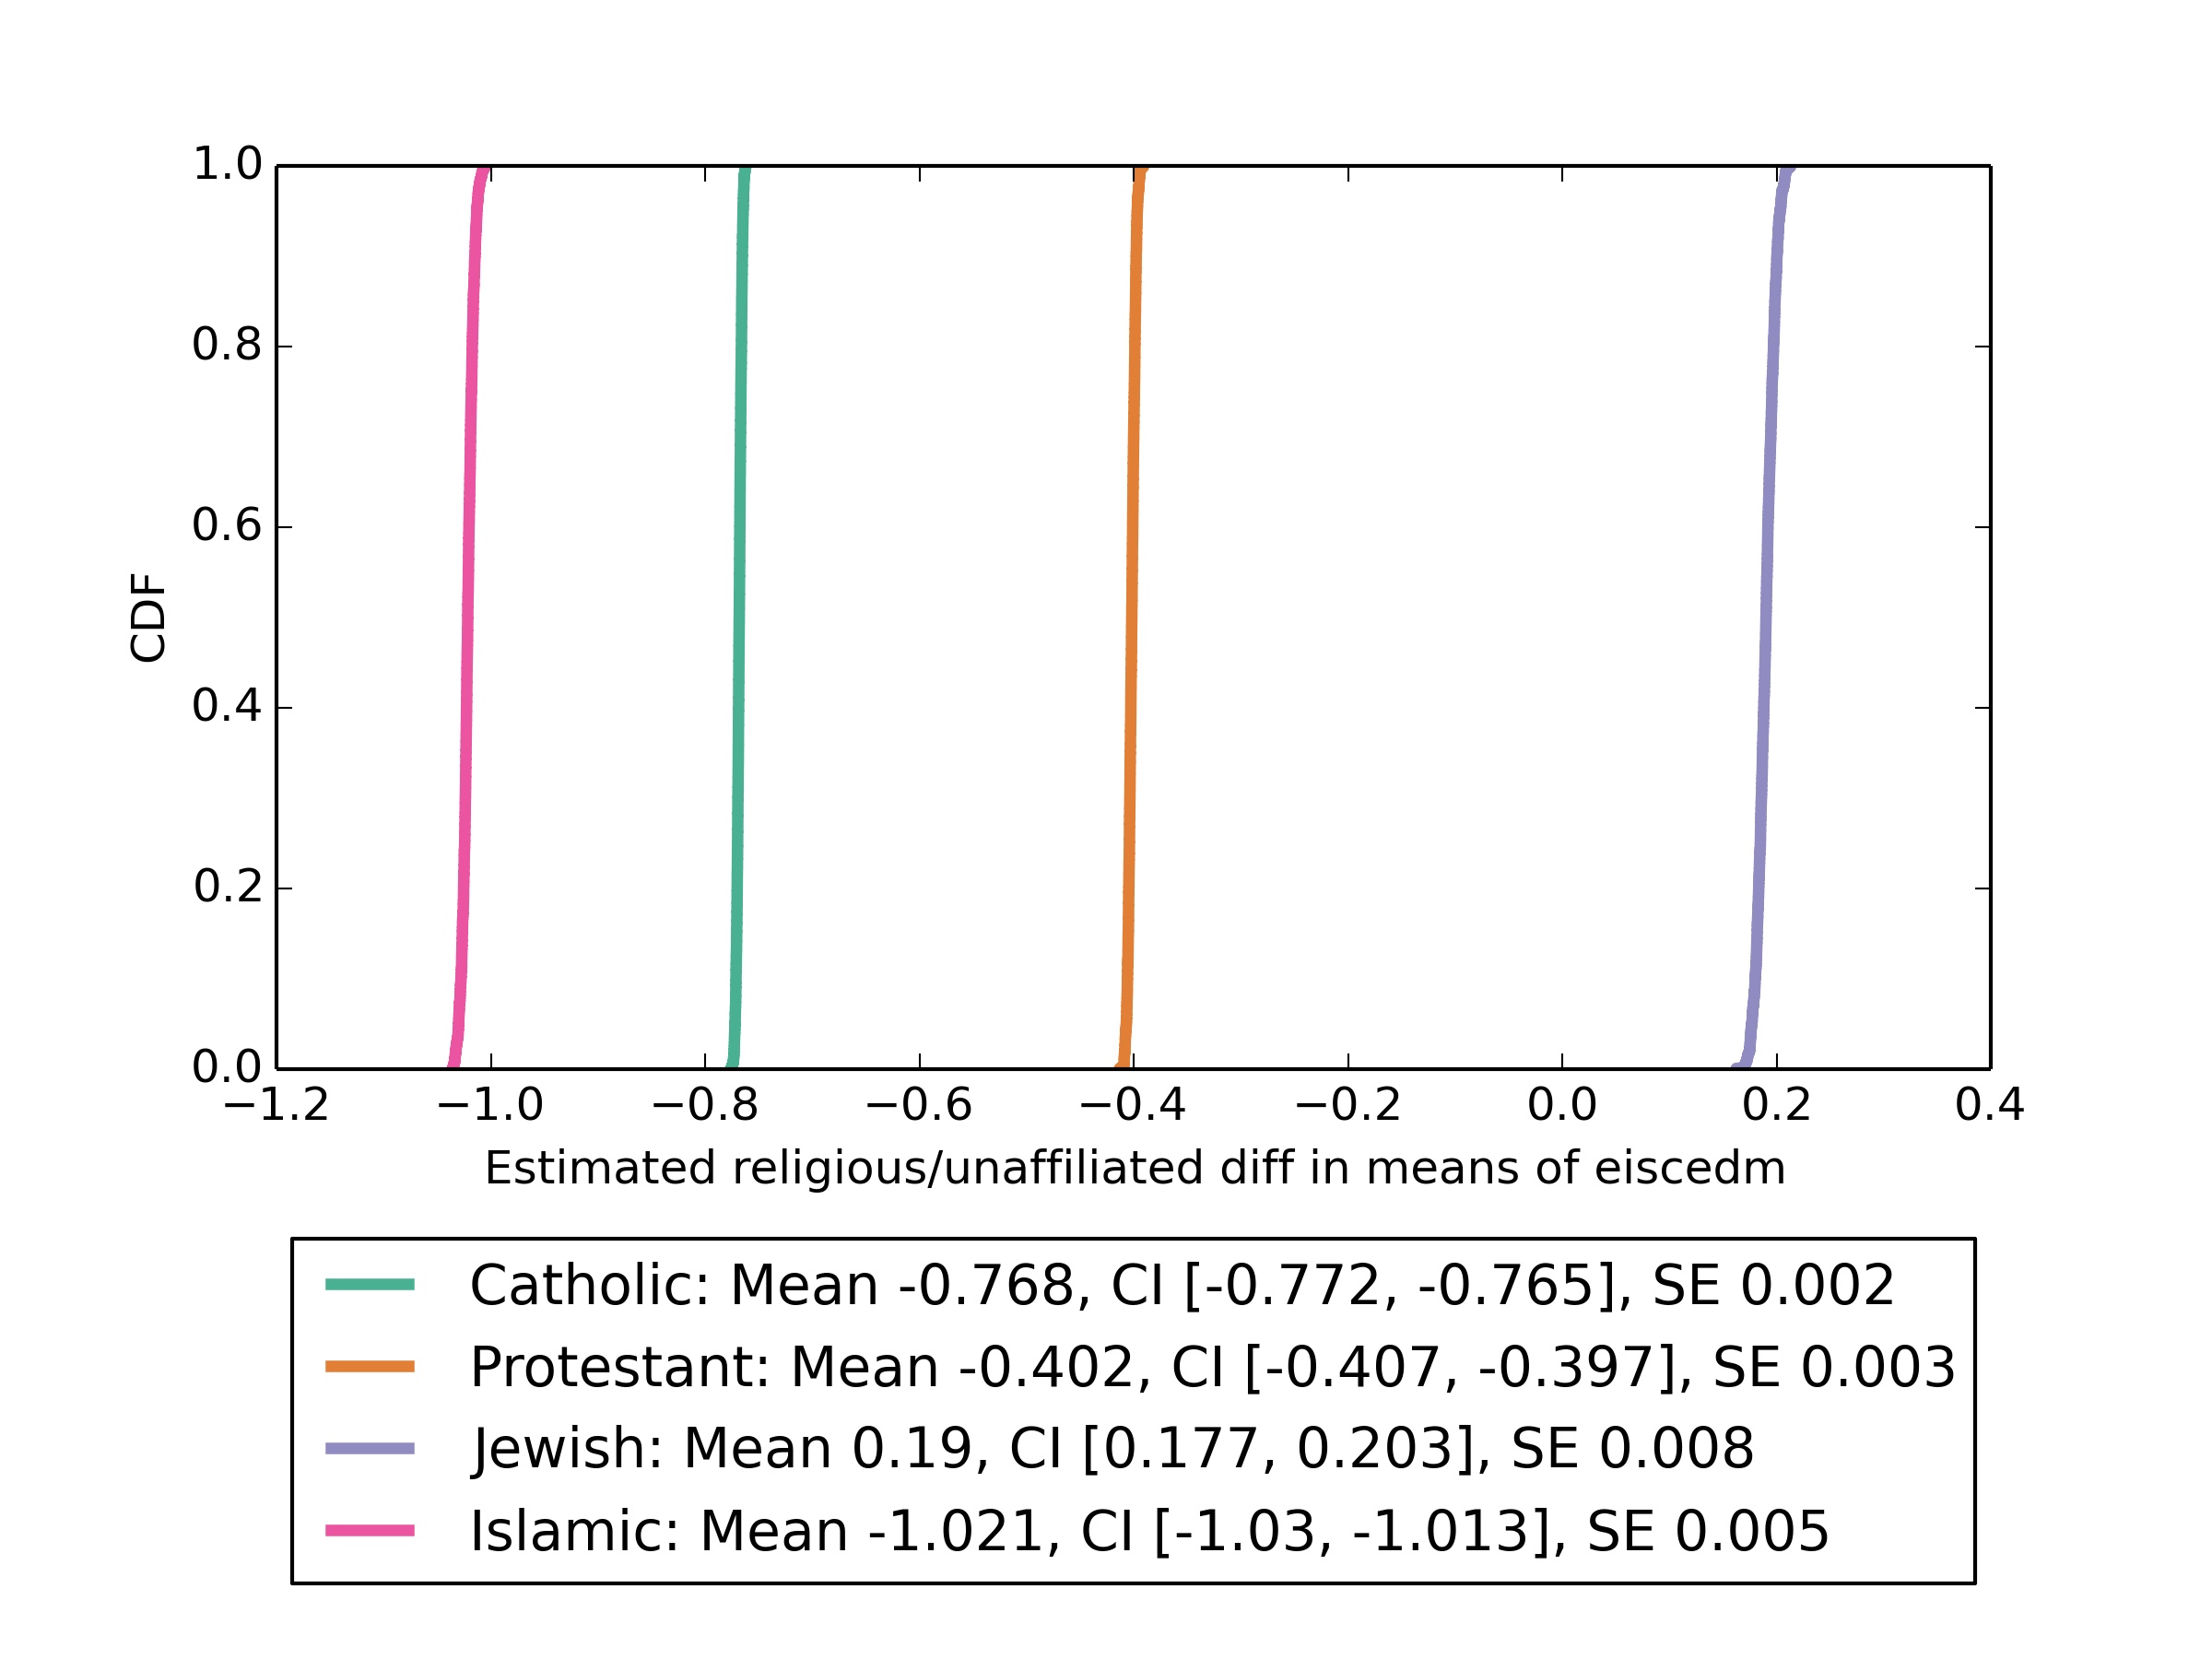 1.0
0.8
0.6
0.4
0.2
0.0
CDF
−1.2 −1.0 −0.8 −0.6 −0.4 −0.2 0.0 0.2 0.4
Estimated religious/unaffiliated diff in means of eiscedm
Catholic: Mean -0.768, CI [-0.772, -0.765], SE 0.002
Protestant: Mean -0.402, CI [-0.407, -0.397], SE 0.003
Jewish: Mean 0.19, CI [0.177, 0.203], SE 0.008
Islamic: Mean -1.021, CI [-1.03, -1.013], SE 0.005